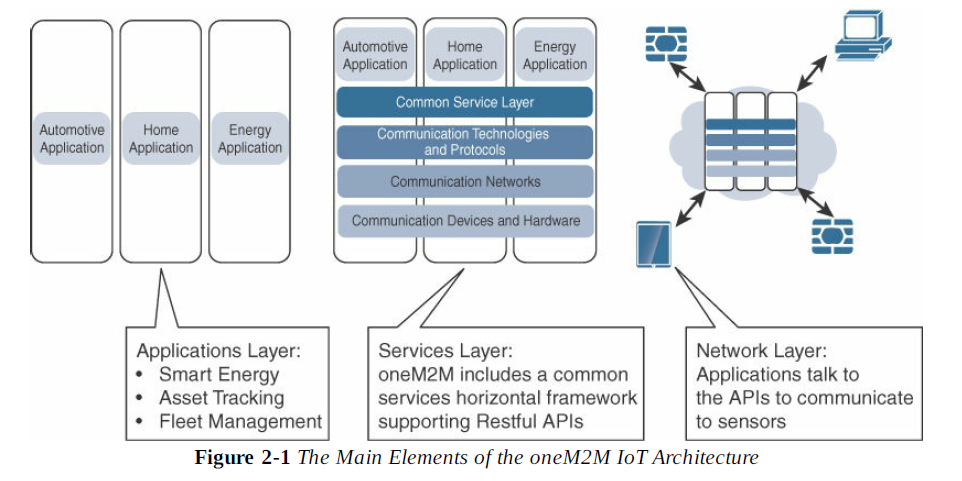 Automotive
Application
Home
Application
Energy
Application
Automotive
Application
Home
Application
Energy
Application
Common Service Layer
Communication Technologies
and Protocols
Communication Networks
Communication Devices and Hardware
Applications Layer:
• Smart Energy
• Asset Tracking
• Fleet Management
Services Layer:
oneM2M includes a common
services horizontal framework
supporting Restful APIs
Network Layer:
Applications talk to
the APIs to communicate
to sensors
Figure 2-1 The Main Elements of the oneM2M IoT Architecture